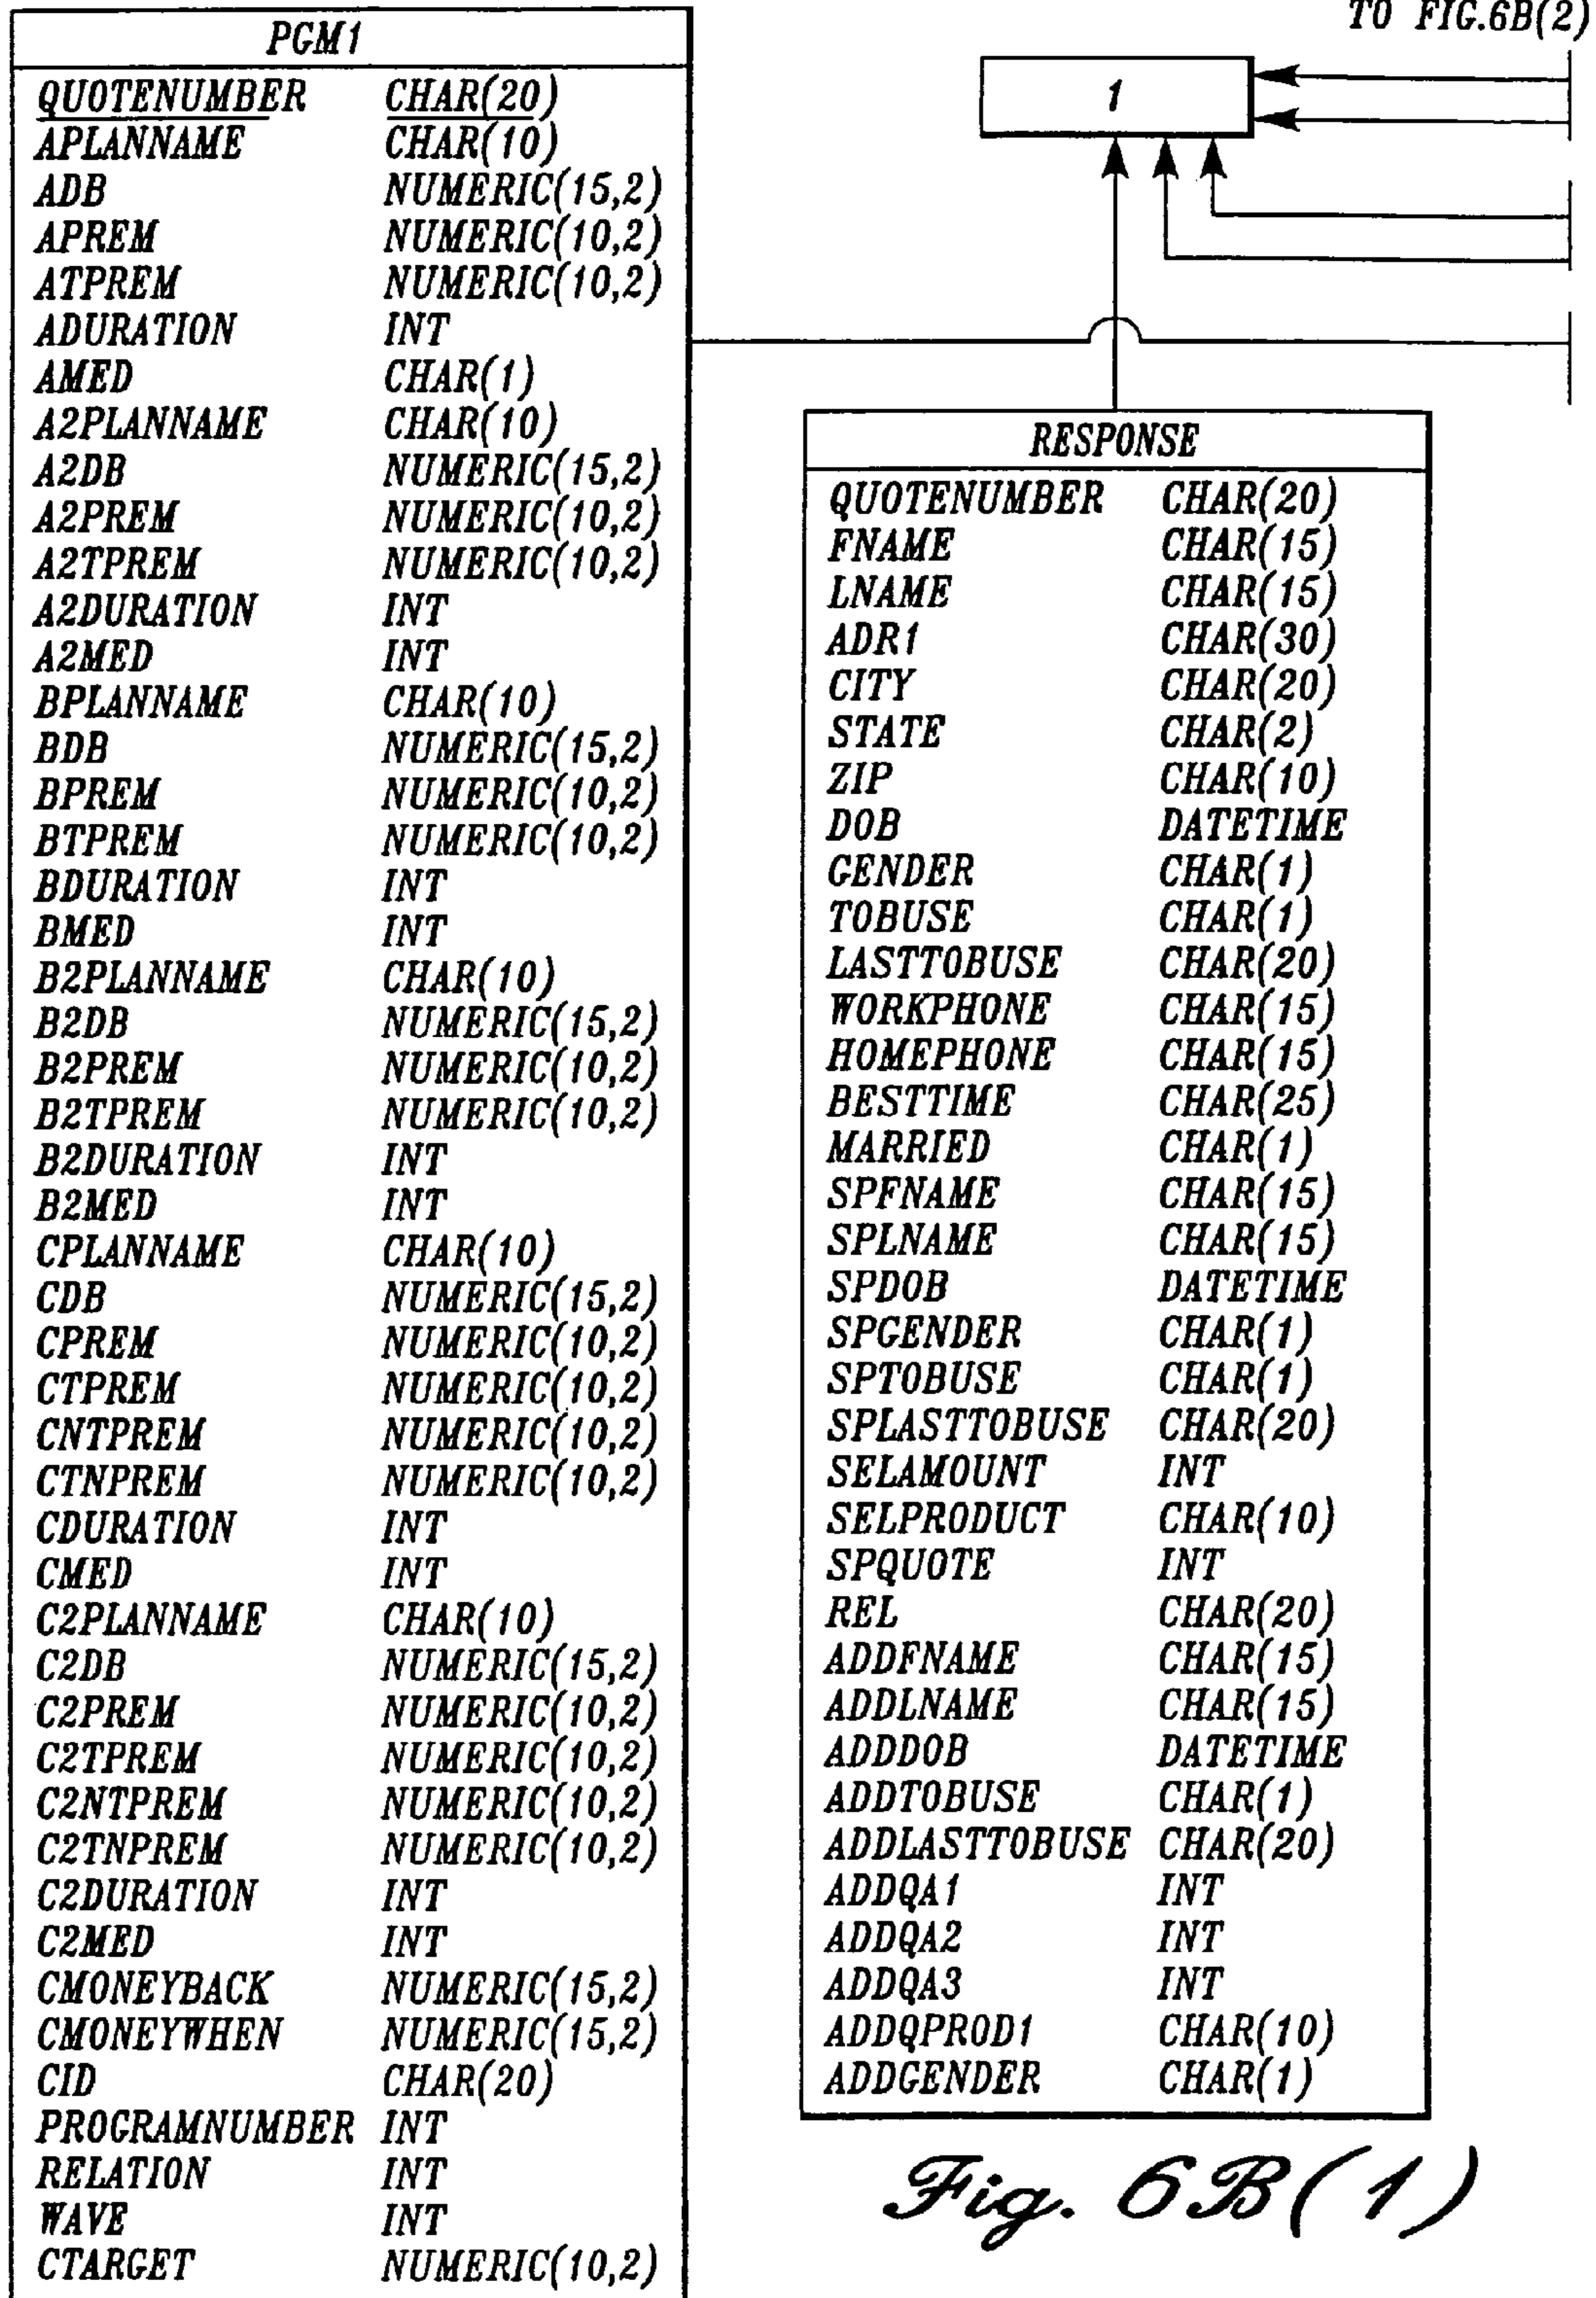 TO FIG.6B(2)
PGM1
QUOTENUMBER CHAR(20)
APLANNAME CHAR(10)
ADB NUMERIC(15,2)
APREM NUMERIC(10,2)
ATPREM NUMERIC(10,2)
ADURATION INT
AMED CHAR(1)
A2PLANNAME CHAR(10)
A2DB NUMERIC(15,2)
A2PREM NUMERIC(10,2)
A2TPREM NUMERIC(10,2)
A2DURATION INT
A2MED INT
BPLANNAME CHAR(10)
BDB NUMERIC(15,2)
BPREM NUMERIC(10,2)
BTPREM NUMERIC(10,2)
BDURATION INT
BMED INT
B2PLANNAME CHAR(10)
B2DB NUMERIC(15,2)
B2PREM NUMERIC(10,2)
B2TPREM NUMERIC(10,2)
B2DURATION INT
B2MED INT
CPLANNAME CHAR(10)
CDB NUMERIC(15,2)
CPREM NUMERIC(10,2)
CTPREM NUMERIC(10,2)
CNTPREM NUMERIC(10,2)
CTNPREM NUMERIC(10,2)
CDURATION INT
CMED INT
C2PLANNAME CHAR(10)
C2DB NUMERIC(15,2)
C2PREM NUMERIC(10,2)
C2TPREM NUMERIC(10,2)
C2NTPREM NUMERIC(10,2)
C2TNPREM NUMERIC(10,2)
C2DURATION INT
C2MED INT
CMONEYBACK NUMERIC(15,2)
CMONEYWHEN NUMERIC(15,2)
CID CHAR(20)
PROGRAMNUMBER INT
RELATION INT
WAVE INT
CTARGET NUMERIC(10,2)
1
RESPONSE
QUOTENUMBER CHAR(20)
FNAME CHAR(15)
LNAME CHAR(15)
ADR1 CHAR(30)
CITY CHAR(20)
STATE CHAR(2)
ZIP CHAR(10)
DOB DATETIME
GENDER CHAR(1)
TOBUSE CHAR(1)
LASTTOBUSE CHAR(20)
WORKPHONE CHAR(15)
HOMEPHONE CHAR(15)
BESTTIME CHAR(25)
MARRIED CHAR(1)
SPFNAME CHAR(15)
SPLNAME CHAR(15)
SPDOB DATETIME
SPGENDER CHAR(1)
SPTOBUSE CHAR(1)
SPLASTTOBUSE CHAR(20)
SELAMOUNT INT
SELPRODUCT CHAR(10)
SPQUOTE INT
REL CHAR(20)
ADDFNAME CHAR(15)
ADDLNAME CHAR(15)
ADDDOB DATETIME
ADDTOBUSE CHAR(1)
ADDLASTTOBUSE CHAR(20)
ADDQA1 INT
ADDQA2 INT
ADDQA3 INT
ADDQPROD1 CHAR(10)
ADDGENDER CHAR(1)
Fig. 6B(1)